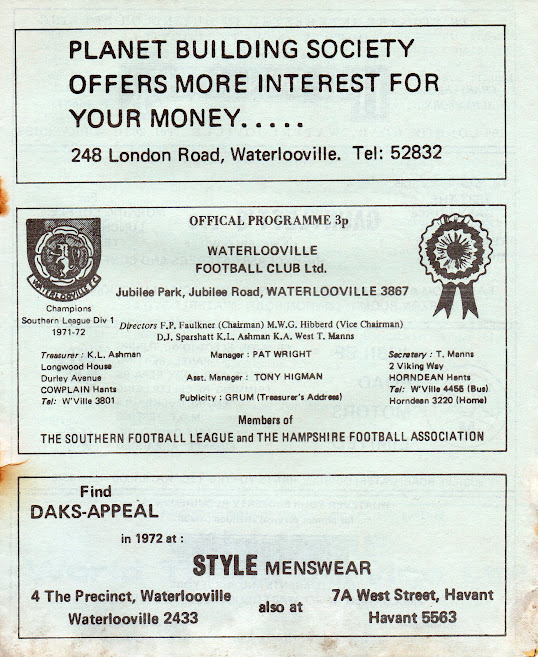 PLANET BUILDING SOCIETY
OFFERS MORE INTEREST FOR
YOUR MONEY.....
248 London Road, Waterlooville. Tel: 52832
OFFICAL PROGRAMME 3p
WATERLOOVILLE
FOOTBALL CLUB Ltd.
Jubilee Park, Jubilee Road, WATERLOOVILLE 3867
WATERLOOVILLE F.C.
Champions
Southern League Div 1
1971-72
Directors F.P. Faulkner (Chairman) M.W.G. Hibberd (Vice Chairman)
D.J. Sparshatt K.L. Ashman K.A. West T. Manns
Treasurer: K.L. Ashman
Longwood House
Durley Avenue
COWPLAIN Hants
Tel: W'Ville 3801
Manager: PAT WRIGHT
Asst. Manager: TONY HIGMAN
Publicity: GRUM (Treasurer's Address)
Secretary: T. Manns
2 Viking Way
HORNDEAN Hants
Tel: W'Ville 4456 (Bus)
Horndean 3220 (Home)
Members of
THE SOUTHERN FOOTBALL LEAGUE and THE HAMPSHIRE FOOTBALL ASSOCIATION
Find
DAKS-APPEAL
in 1972 at:
STYLE MENSWEAR
4 The Precinct, Waterlooville
Waterlooville 2433
also at
7A West Street, Havant
Havant 5563